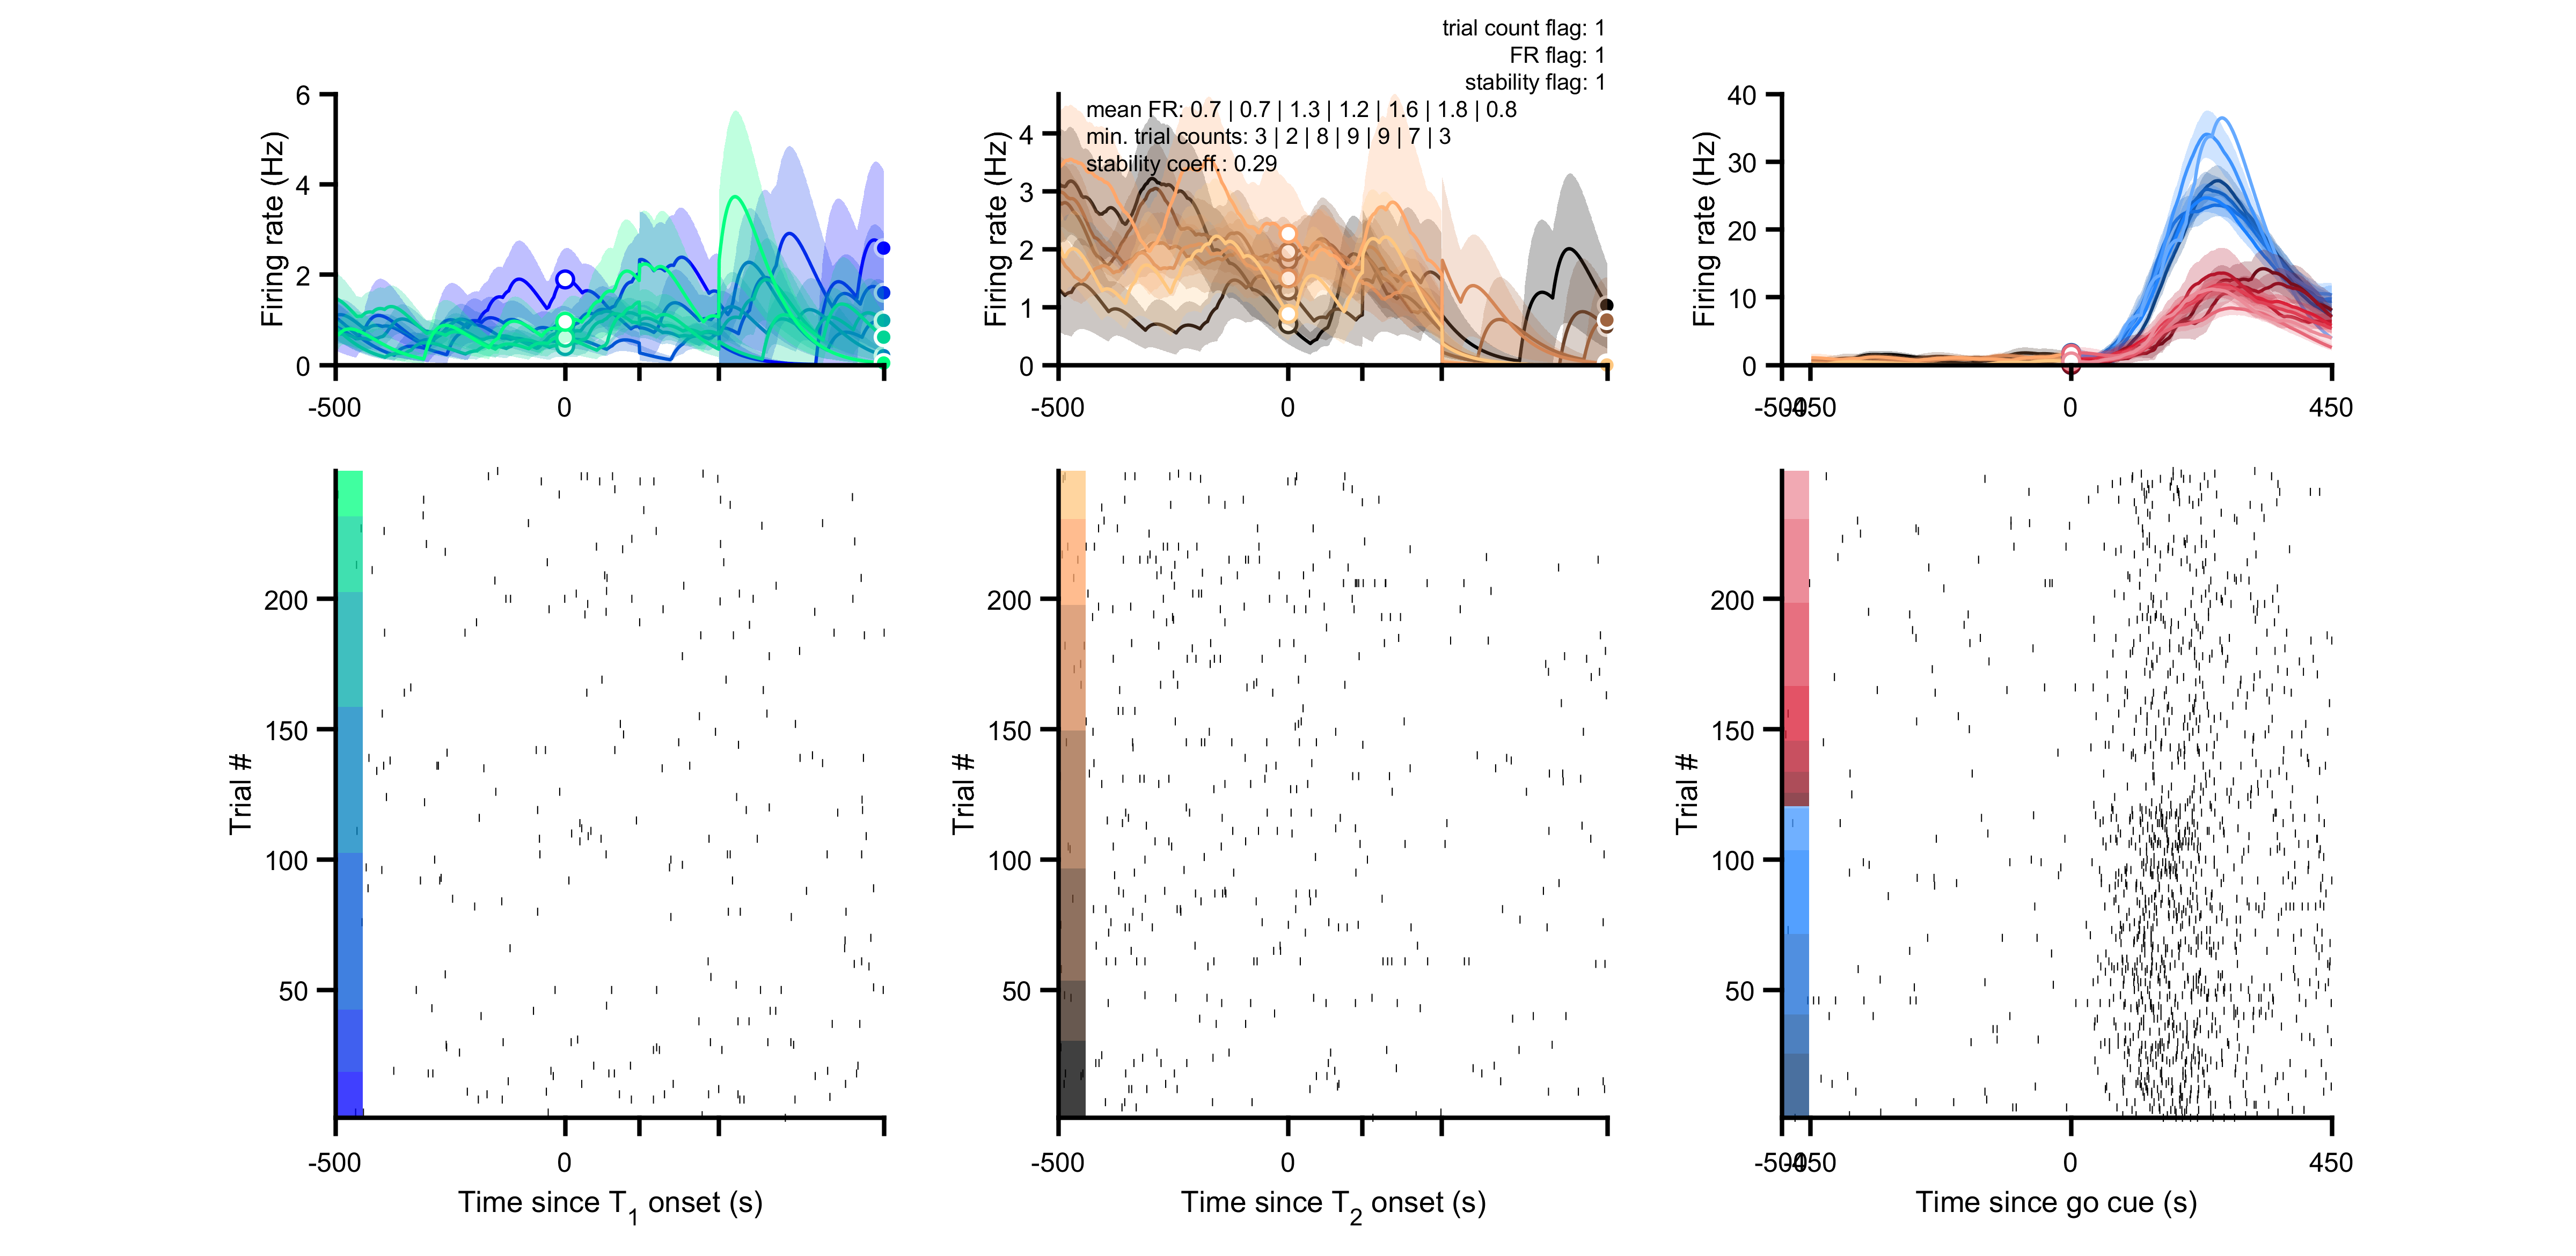 trial count flag: 1
FR flag: 1
stability flag: 1
mean FR: 0.7 | 0.7 | 1.3 | 1.2 | 1.6 | 1.8 | 0.8
min. trial counts: 3 | 2 | 8 | 9 | 9 | 7 | 3
stability coeff.: 0.29
Firing rate (Hz)
6
4
2
0
-500
0
Firing rate (Hz)
4
3
2
1
0
-500
0
Firing rate (Hz)
40
30
20
10
0
-500
-450
0
450
Trial #
200
150
100
50
-500
0
Time since T1 onset (s)
Trial #
200
150
100
50
-500
0
Time since T2 onset (s)
Trial #
200
150
100
50
-500
-450
0
450
Time since go cue (s)